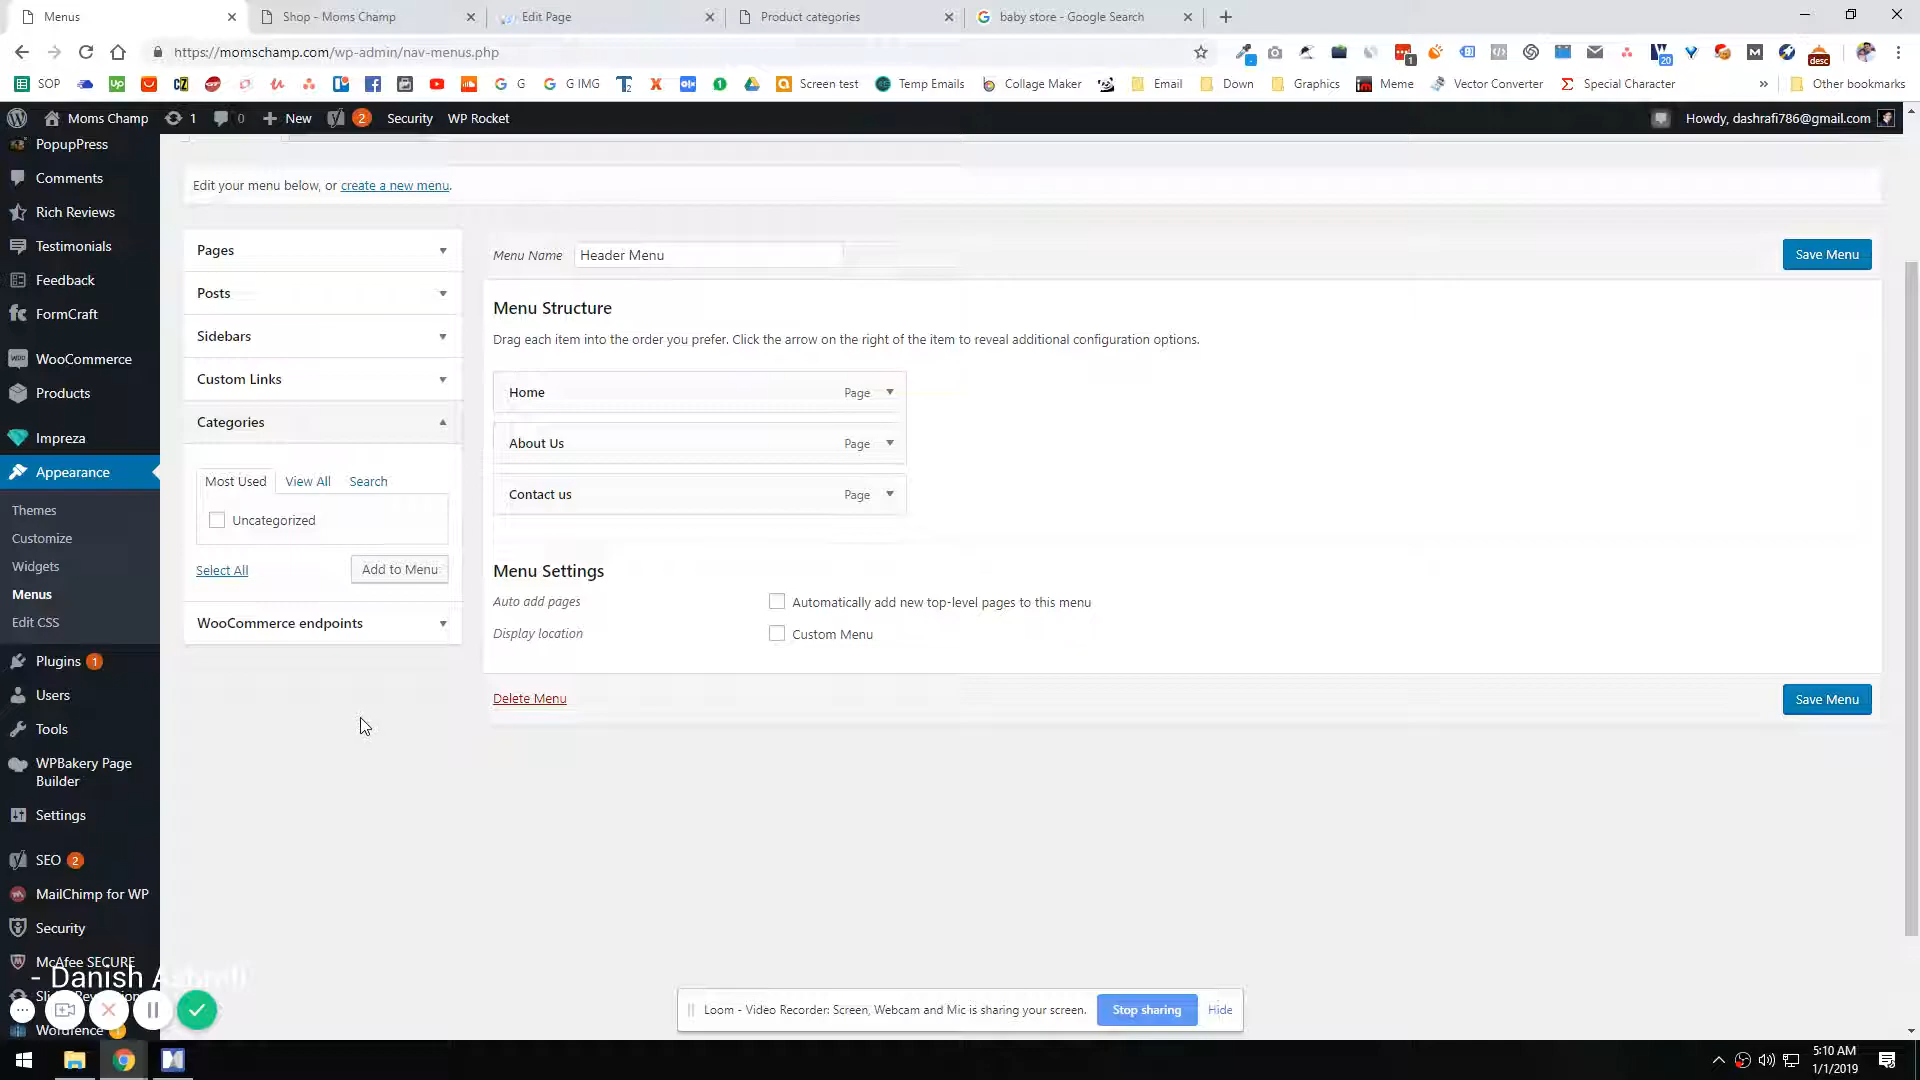 Menus
Shop - Moms Champ
Edit Page
Product categories
baby store - Google Search
https://momschamp.com/wp-admin/nav-menus.php
SOP
Up
G
G IMG
Screen test
Temp Emails
Collage Maker
Email
Down
Graphics
Meme
Vector Converter
Special Character
»
Other bookmarks
Moms Champ
1
0
New
2
Security
WP Rocket
Howdy, dashrafi786@gmail.com
PopupPress
Comments
Rich Reviews
Testimonials
Feedback
FormCraft
WooCommerce
Products
Impreza
Appearance
Themes
Customize
Widgets
Menus
Edit CSS
Plugins 1
Users
Tools
WPBakery Page
Builder
Settings
SEO 2
MailChimp for WP
Security
McAfee SECURE
Wordfence
- Danish
Edit your menu below, or create a new menu.
Pages
Posts
Sidebars
Custom Links
Categories
Most Used
View All
Search
Uncategorized
Select All
Add to Menu
WooCommerce endpoints
Menu Name
Header Menu
Save Menu
Menu Structure
Drag each item into the order you prefer. Click the arrow on the right of the item to reveal additional configuration options.
Home
Page
About Us
Page
Contact us
Page
Menu Settings
Auto add pages
Automatically add new top-level pages to this menu
Display location
Custom Menu
Delete Menu
Save Menu
Loom - Video Recorder: Screen, Webcam and Mic is sharing your screen.
Stop sharing
Hide
5:10 AM
1/1/2019